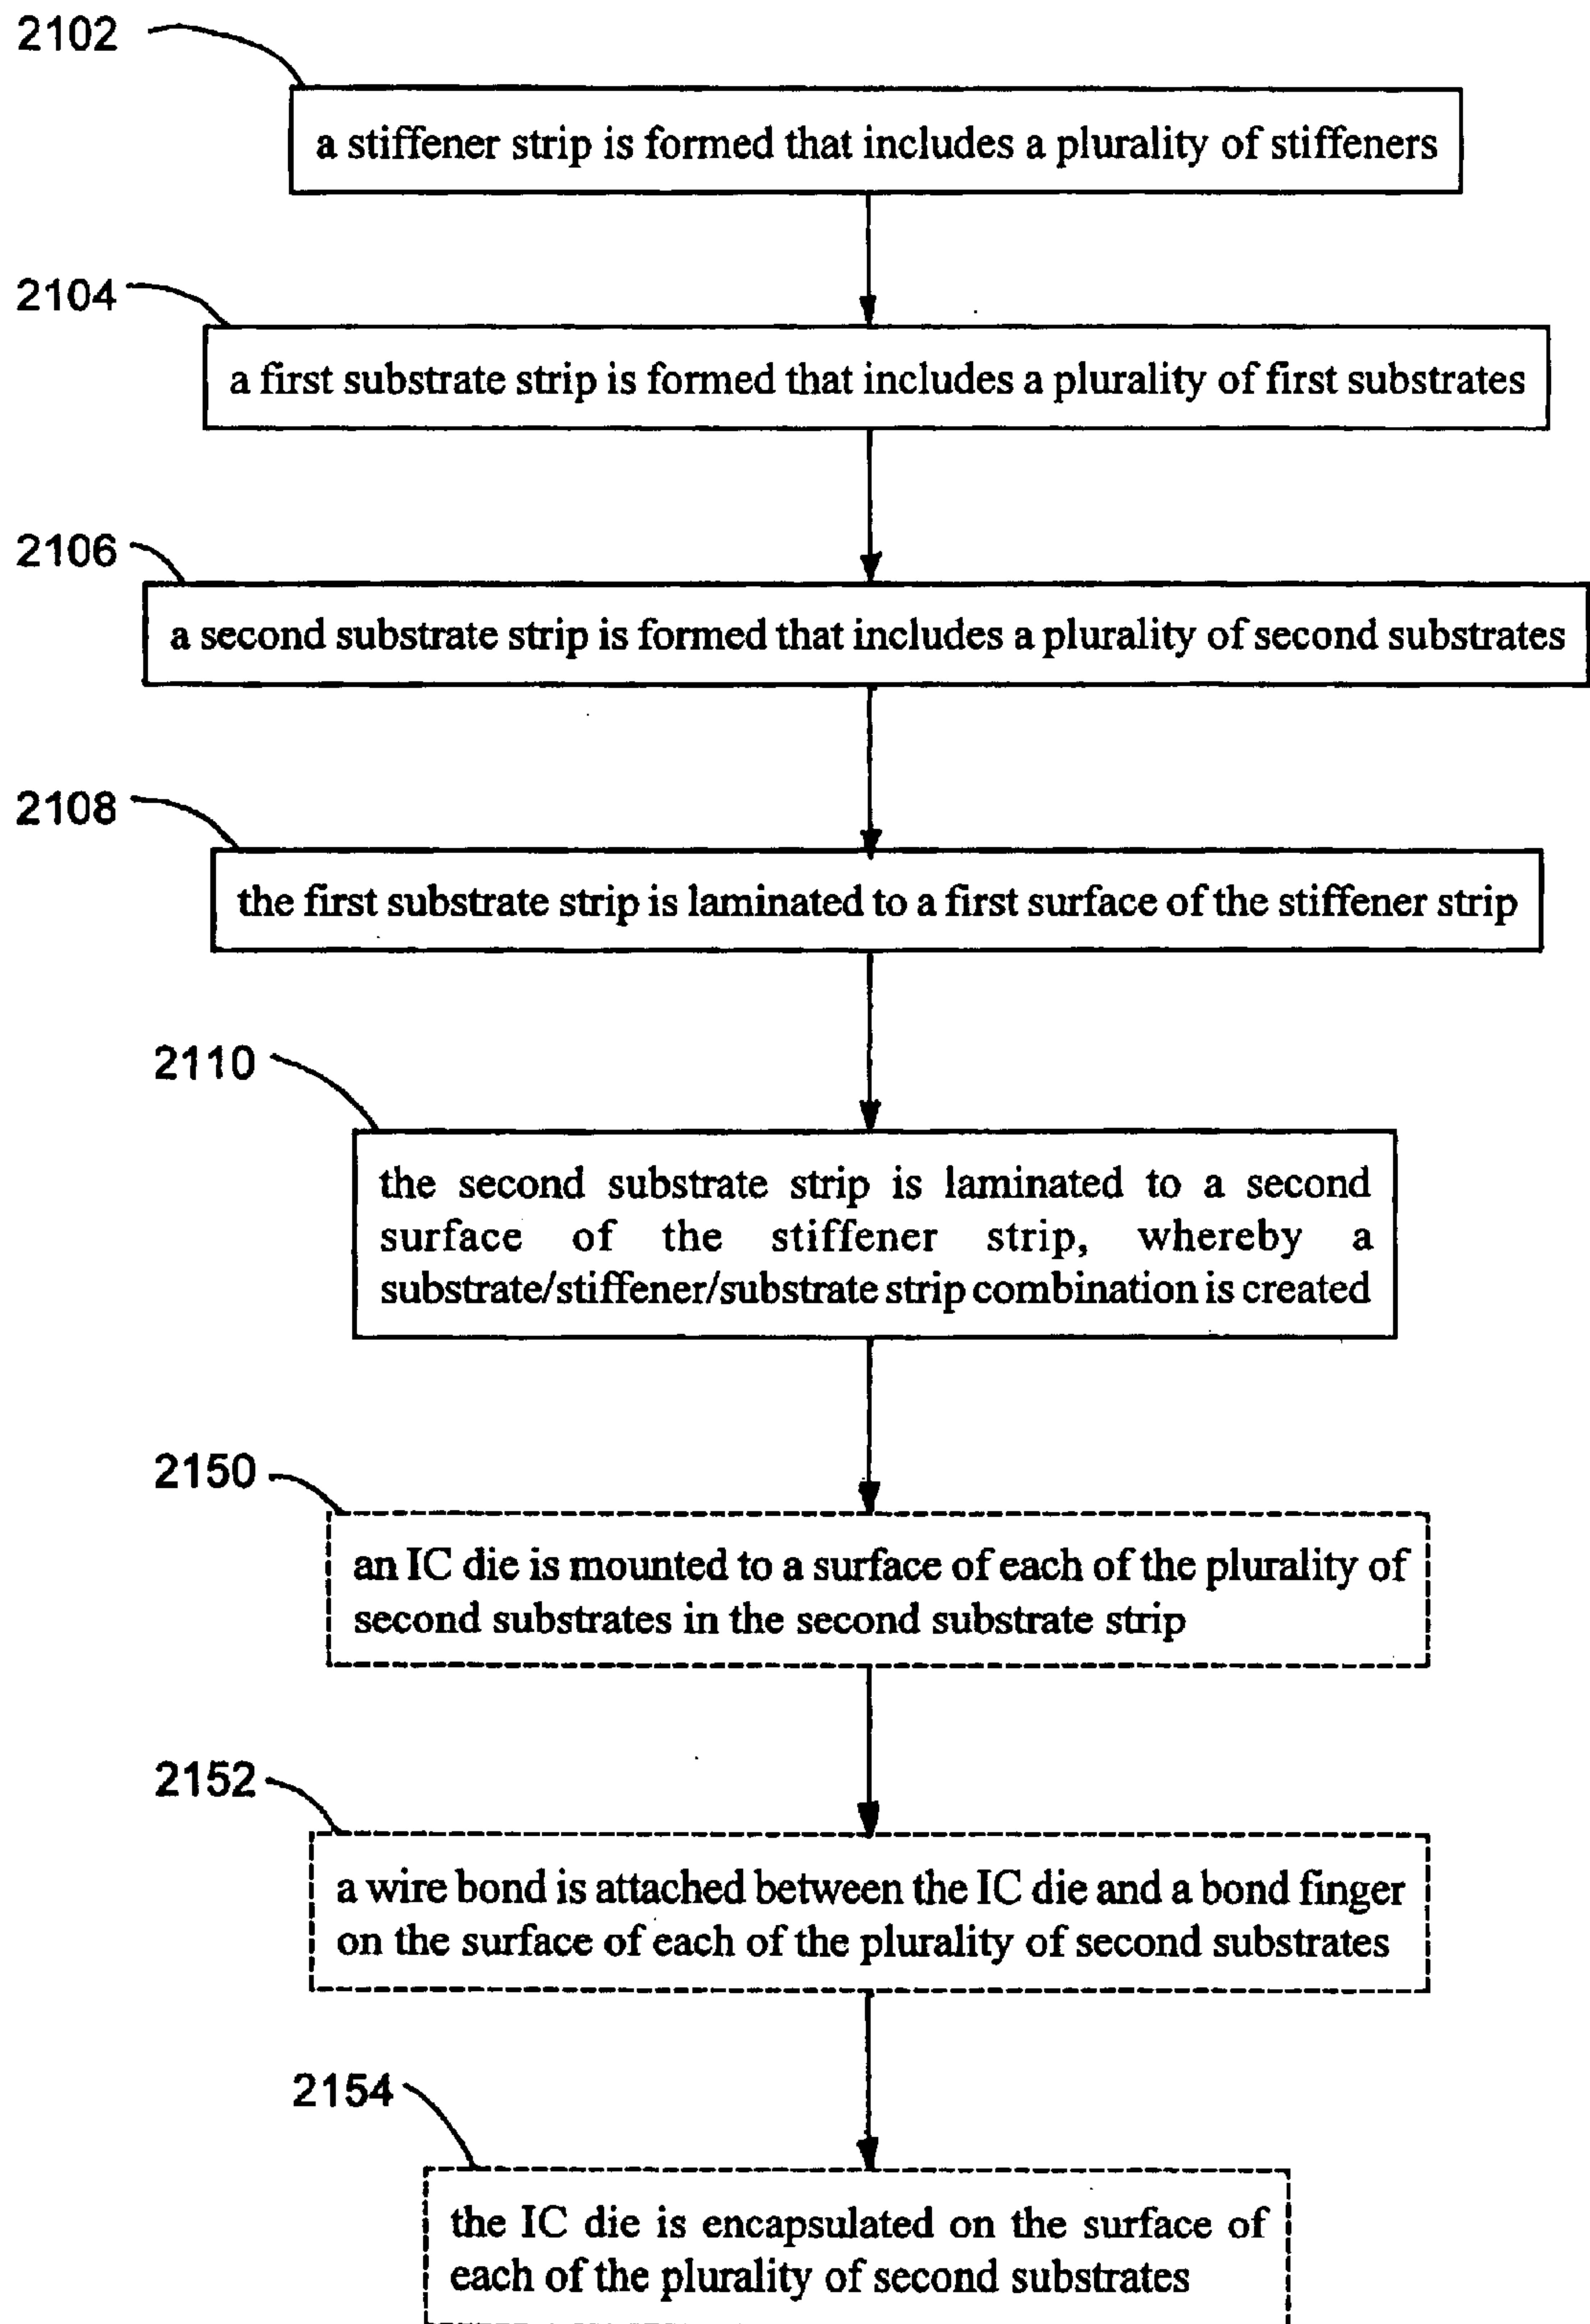 2102
a stiffener strip is formed that includes a plurality of stiffeners
2104
a first substrate strip is formed that includes a plurality of first substrates
2106
a second substrate strip is formed that includes a plurality of second substrates
2108
the first substrate strip is laminated to a first surface of the stiffener strip
2110
the second substrate strip is laminated to a second
surface of the stiffener strip, whereby a
substrate/stiffener/substrate strip combination is created
2150
an IC die is mounted to a surface of each of the plurality of
second substrates in the second substrate strip
2152
a wire bond is attached between the IC die and a bond finger
on the surface of each of the plurality of second substrates
2154
the IC die is encapsulated on the surface of
each of the plurality of second substrates